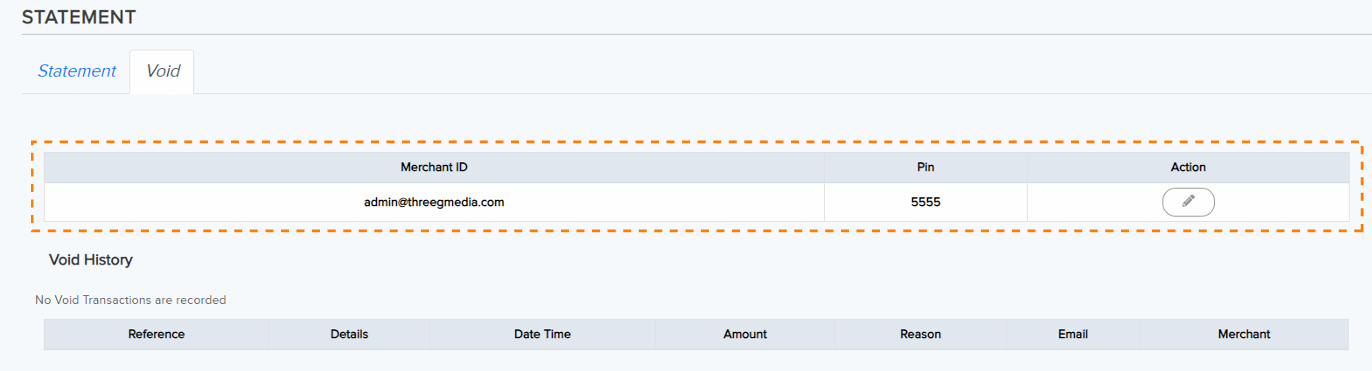 STATEMENT
Statement Void
Merchant ID Pin Action
admin@threegmedia.com 5555
Void History
No Void Transactions are recorded
Reference Details Date Time Amount Reason Email Merchant